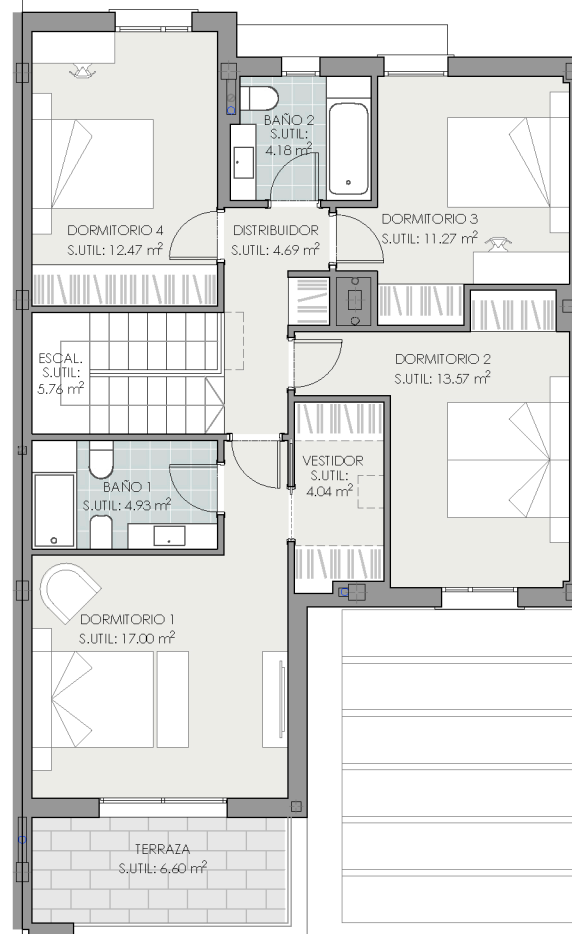 BAÑO 2
S.UTIL:
4.18 m²
DORMITORIO 4
S.UTIL: 12.47 m²
DISTRIBUIDOR
S.UTIL: 4.69 m²
DORMITORIO 3
S.UTIL: 11.27 m²
ESCAL.
S.UTIL:
5.76 m²
DORMITORIO 2
S.UTIL: 13.57 m²
VESTIDOR
S.UTIL:
4.04 m²
BAÑO 1
S.UTIL: 4.93 m²
DORMITORIO 1
S.UTIL: 17.00 m²
TERRAZA
S.UTIL: 6.60 m²